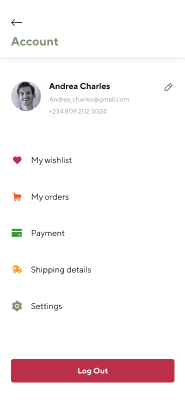 Account
Andrea Charles
Andrea_charles@gmail.com
+234 809 202 3024
My wishlist
My orders
Payment
Shipping details
Settings
Log Out